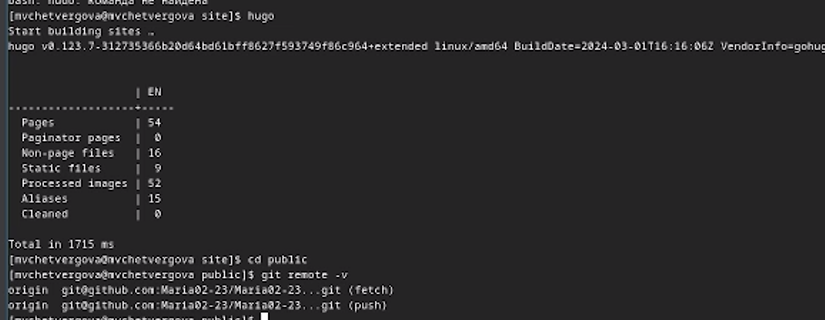 bash: hugo: команда не найдена
[mvchetvergova@mvchetvergova site]$ hugo
Start building sites …
hugo v0.123.7-312735366b20d64bd61bff8627f593749f86c964+extended linux/amd64 BuildDate=2024-03-01T16:16:06Z VendorInfo=gohug
| EN
-------------------+-----
Pages | 54
Paginator pages | 0
Non-page files | 16
Static files | 9
Processed images | 52
Aliases | 15
Cleaned | 0
Total in 1715 ms
[mvchetvergova@mvchetvergova site]$ cd public
[mvchetvergova@mvchetvergova public]$ git remote -v
origin git@github.com:Maria02-23/Maria02-23...git (fetch)
origin git@github.com:Maria02-23/Maria02-23...git (push)
[mvchetvergova@mvchetvergova public]$